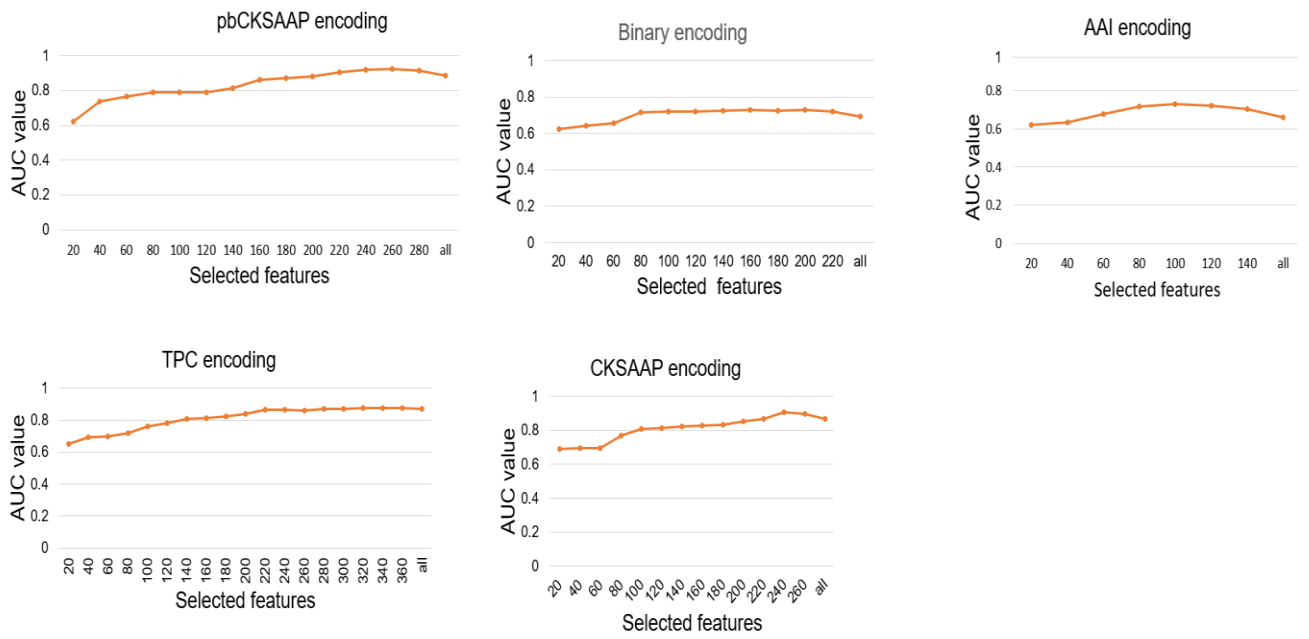 pbCKSAAP encoding
AUC value
1
0.8
0.6
0.4
0.2
0
20 40 60 80 100 120 140 160 180 200 220 240 260 280 all
Selected features
Binary encoding
AUC value
1
0.8
0.6
0.4
0.2
0
20 40 60 80 100 120 140 160 180 200 220 all
Selected features
AAI encoding
AUC value
1
0.8
0.6
0.4
0.2
0
20 40 60 80 100 120 140 all
Selected features
TPC encoding
AUC value
1
0.8
0.6
0.4
0.2
0
20 40 60 80 100 120 140 160 180 200 220 240 260 280 300 320 340 360 all
Selected features
CKSAAP encoding
AUC value
1
0.8
0.6
0.4
0.2
0
20 40 60 80 100 120 140 160 180 200 220 240 260 all
Selected features